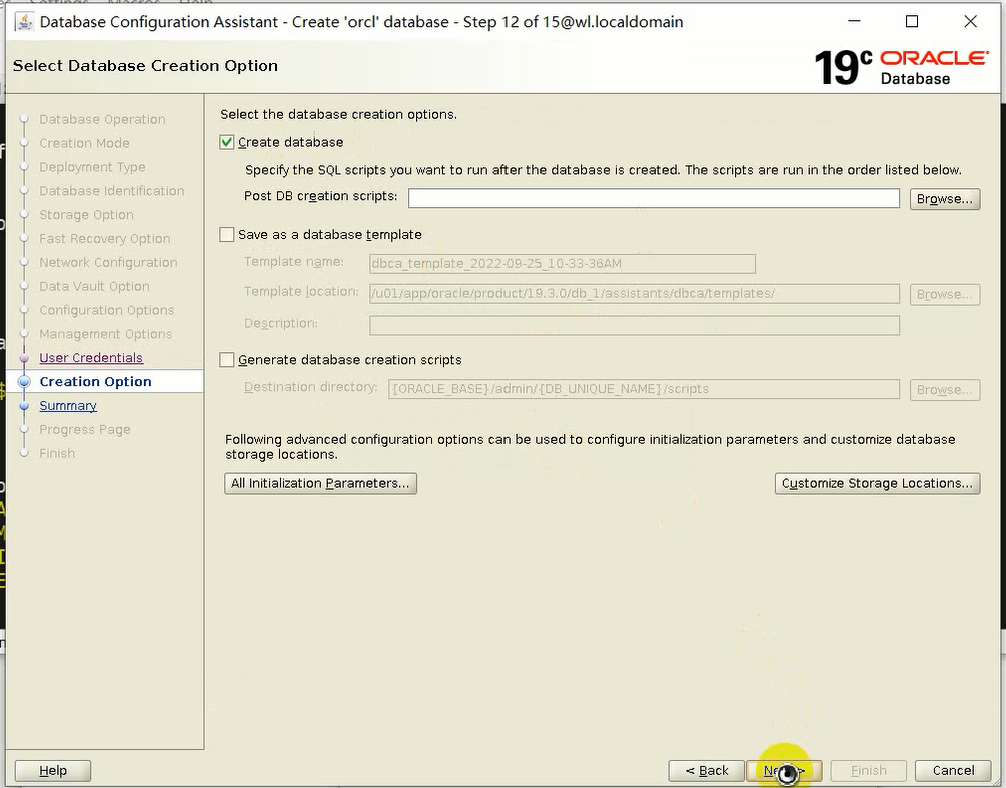 Database Configuration Assistant - Create 'orcl' database - Step 12 of 15@wl.localdomain
Select Database Creation Option
19c ORACLE
Database
Database Operation
Creation Mode
Deployment Type
Database Identification
Storage Option
Fast Recovery Option
Network Configuration
Data Vault Option
Configuration Options
Management Options
User Credentials
Creation Option
Summary
Progress Page
Finish
Select the database creation options.
Create database
Specify the SQL scripts you want to run after the database is created. The scripts are run in the order listed below.
Post DB creation scripts: Browse...
Save as a database template
Template name: dbca_template_2022-09-25_10-33-36AM
Template location: /u01/app/oracle/product/19.3.0/db_1/assistants/dbca/templates/ Browse...
Description:
Generate database creation scripts
Destination directory: {ORACLE_BASE}/admin/{DB_UNIQUE_NAME}/scripts Browse...
Following advanced configuration options can be used to configure initialization parameters and customize database
storage locations.
All Initialization Parameters... Customize Storage Locations...
Help < Back Finish Cancel